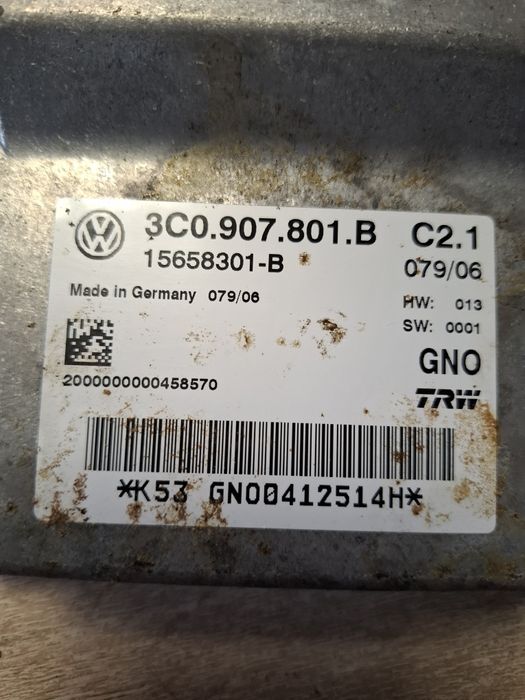 3C0.907.801.B C2.1
15658301-B 079/06
Made in Germany 079/06 HW: 013
SW: 0001
GNO
2000000000458570 TRW
*K53 GN00412514H*